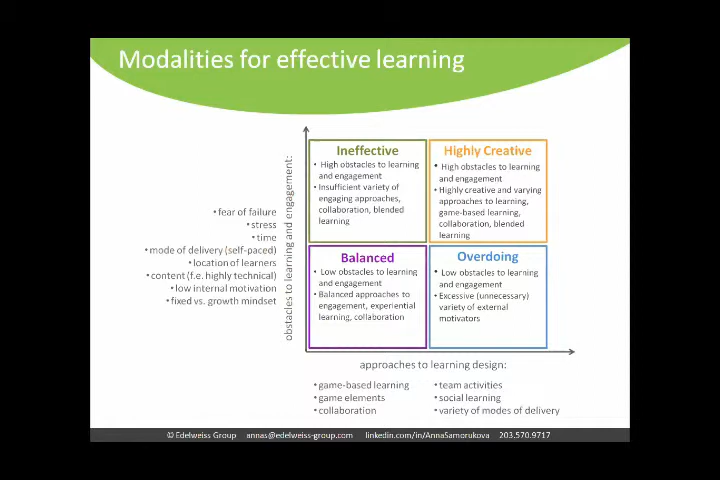 Modalities for effective learning
obstacles to learning and engagement:
• fear of failure
• stress
• time
• mode of delivery (self-paced)
• location of learners
• content (f.e. highly technical)
• low internal motivation
• fixed vs. growth mindset
Ineffective
• High obstacles to learning
and engagement
• Insufficient variety of
engaging approaches,
collaboration, blended
learning
Highly Creative
• High obstacles to learning
and engagement
• Highly creative and varying
approaches to learning,
game-based learning,
collaboration, blended
learning
Balanced
• Low obstacles to learning
and engagement
• Balanced approaches to
engagement, experiential
learning, collaboration
Overdoing
• Low obstacles to learning
and engagement
• Excessive (unnecessary)
variety of external
motivators
approaches to learning design:
• game-based learning
• game elements
• collaboration
• team activities
• social learning
• variety of modes of delivery
© Edelweiss Group annas@edelweiss-group.com linkedin.com/in/AnnaSamorukova 203.570.9717